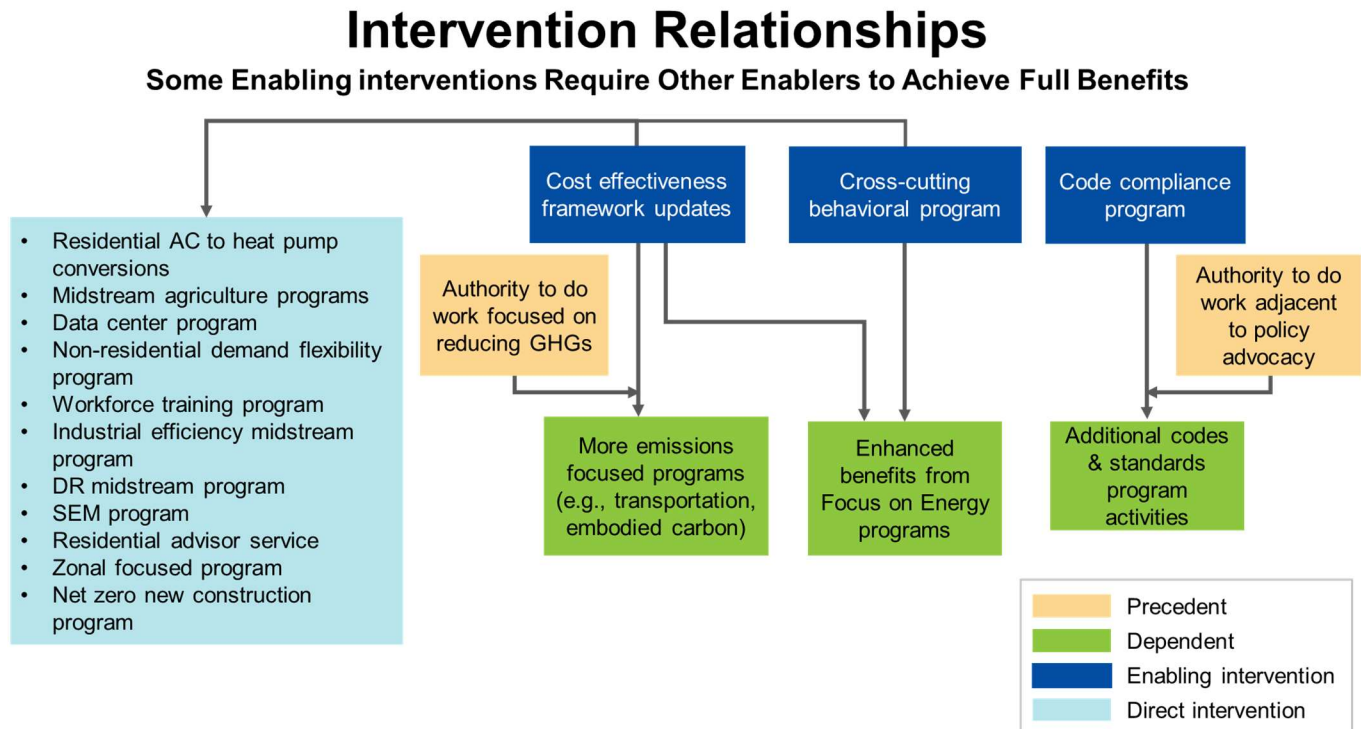 Intervention Relationships
Some Enabling interventions Require Other Enablers to Achieve Full Benefits
Cost effectiveness
framework updates
Cross-cutting
behavioral program
Code compliance
program
• Residential AC to heat pump
conversions
• Midstream agriculture programs
• Data center program
• Non-residential demand flexibility
program
• Workforce training program
• Industrial efficiency midstream
program
• DR midstream program
• SEM program
• Residential advisor service
• Zonal focused program
• Net zero new construction
program
Authority to do
work focused on
reducing GHGs
Authority to do
work adjacent
to policy
advocacy
More emissions
focused programs
(e.g., transportation,
embodied carbon)
Enhanced
benefits from
Focus on Energy
programs
Additional codes
& standards
program
activities
Precedent
Dependent
Enabling intervention
Direct intervention